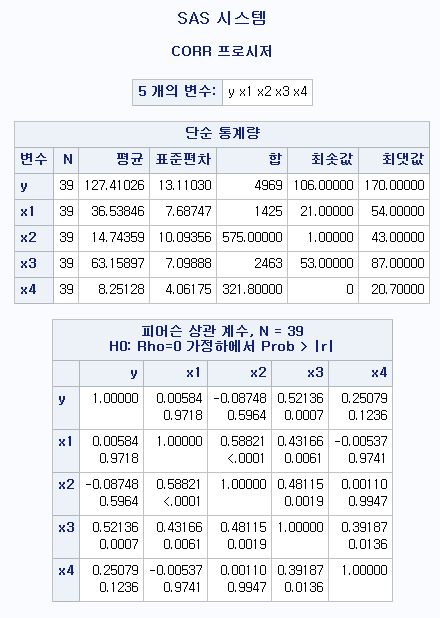 SAS 시스템
CORR 프로시저
5 개의 변수: y x1 x2 x3 x4
단순 통계량
변수 N 평균 표준편차 합 최솟값 최댓값
y 39 127.41026 13.11030 4969 106.00000 170.00000
x1 39 36.53846 7.68747 1425 21.00000 54.00000
x2 39 14.74359 10.09356 575.00000 1.00000 43.00000
x3 39 63.15897 7.09888 2463 53.00000 87.00000
x4 39 8.25128 4.06175 321.80000 0 20.70000
피어슨 상관 계수, N = 39
H0: Rho=0 가정하에서 Prob > |r|
y x1 x2 x3 x4
y 1.00000 0.00584 -0.08748 0.52136 0.25079
0.9718 0.5964 0.0007 0.1236
x1 0.00584 1.00000 0.58821 0.43166 -0.00537
0.9718 <.0001 0.0061 0.9741
x2 -0.08748 0.58821 1.00000 0.48115 0.00110
0.5964 <.0001 0.0019 0.9947
x3 0.52136 0.43166 0.48115 1.00000 0.39187
0.0007 0.0061 0.0019 0.0136
x4 0.25079 -0.00537 0.00110 0.39187 1.00000
0.1236 0.9741 0.9947 0.0136